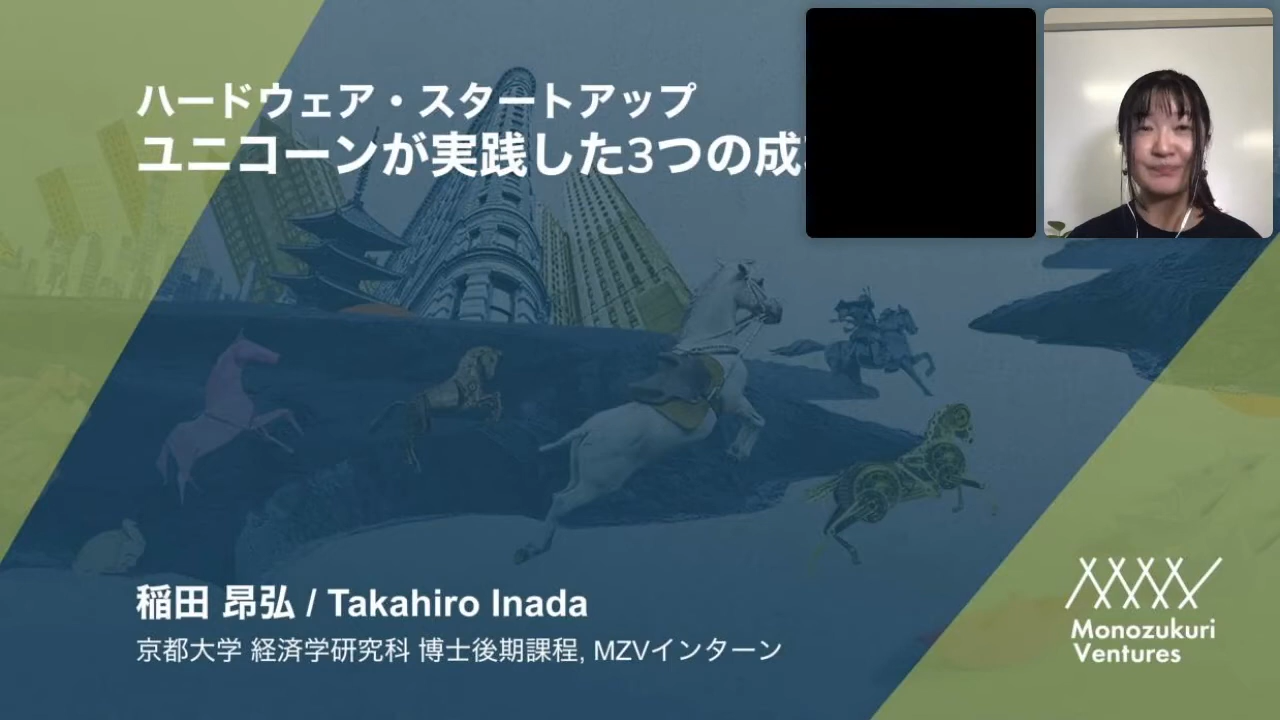 ハードウェア・スタートアップ
ユニコーンが実践した3つの成
稲田 昂弘 / Takahiro Inada
京都大学 経済学研究科 博士後期課程, MZVインターン
Monozukuri
Ventures